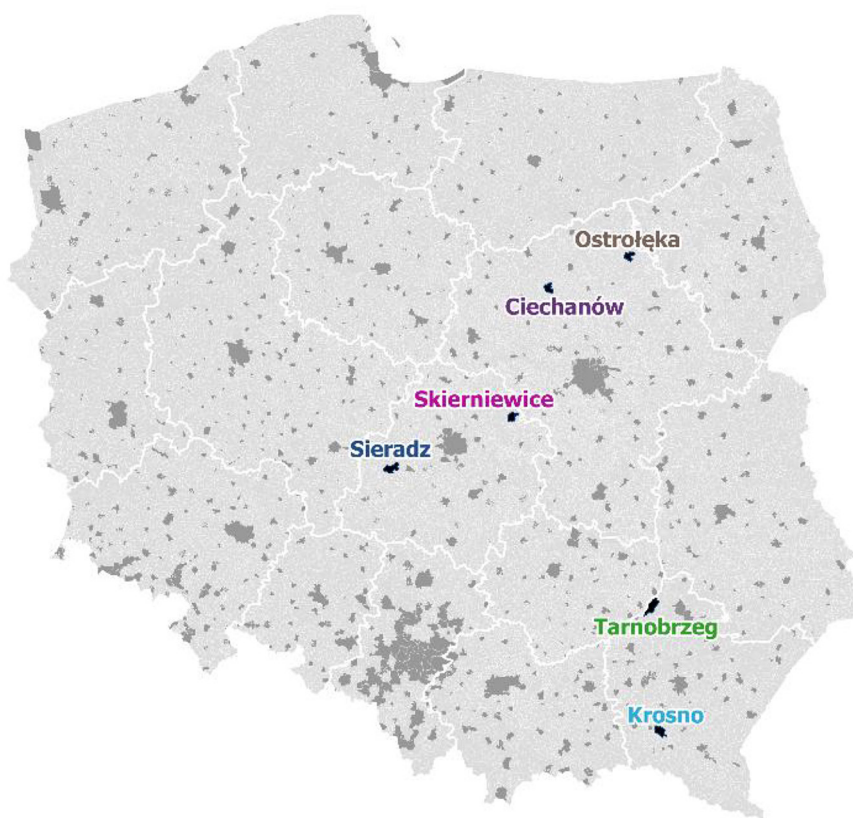 Ostrołęka
Ciechanów
Skierniewice
Sieradz
Tarnobrzeg
Krosno